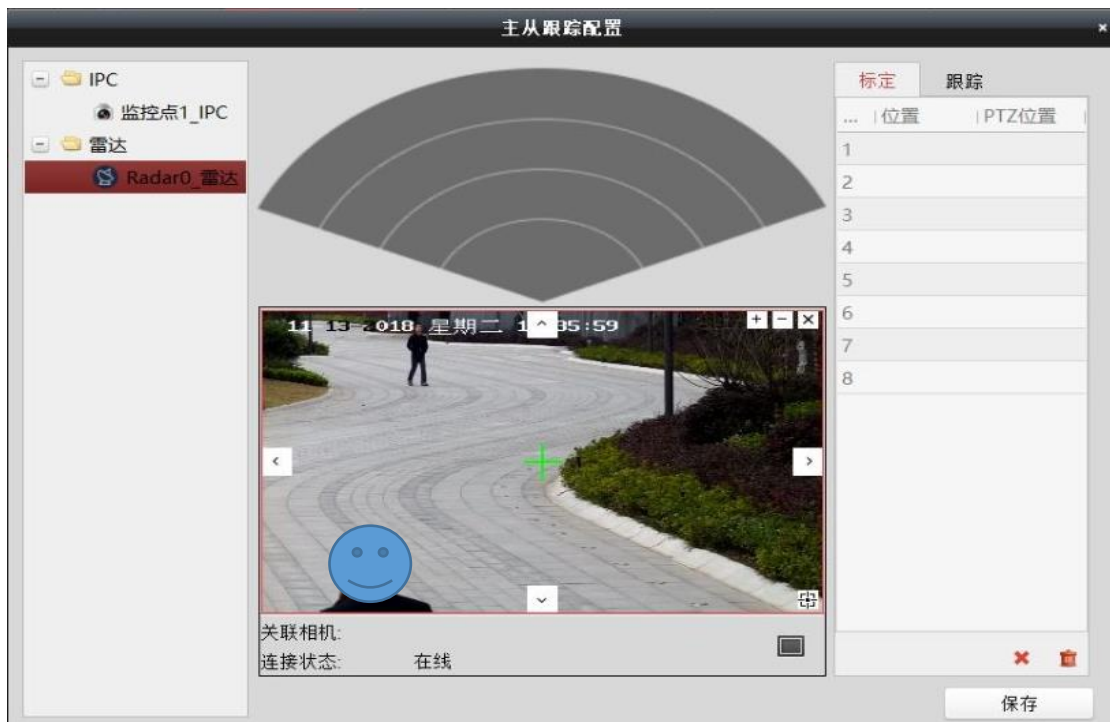 主从跟踪配置
IPC
监控点1_IPC
雷达
Radar0_雷达
标定 跟踪
... 位置 PTZ位置
1
2
3
4
5
6
7
8
星期二
关联相机:
连接状态: 在线
保存